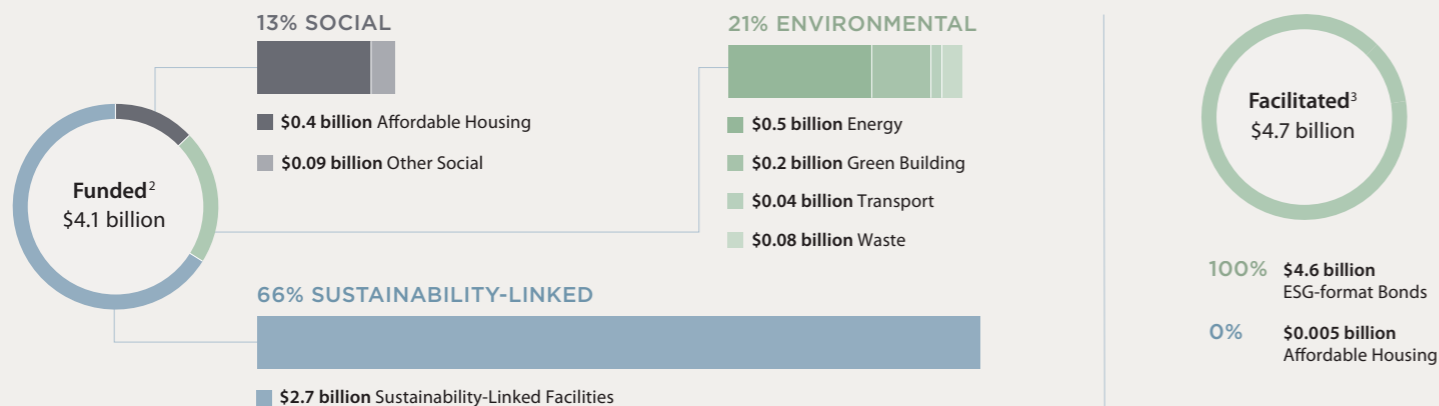 13% SOCIAL
$0.4 billion Affordable Housing
$0.09 billion Other Social
21% ENVIRONMENTAL
$0.5 billion Energy
$0.2 billion Green Building
$0.04 billion Transport
$0.08 billion Waste
Funded²
$4.1 billion
66% SUSTAINABILITY-LINKED
$2.7 billion Sustainability-Linked Facilities
Facilitated³
$4.7 billion
100% $4.6 billion
ESG-format Bonds
0% $0.005 billion
Affordable Housing